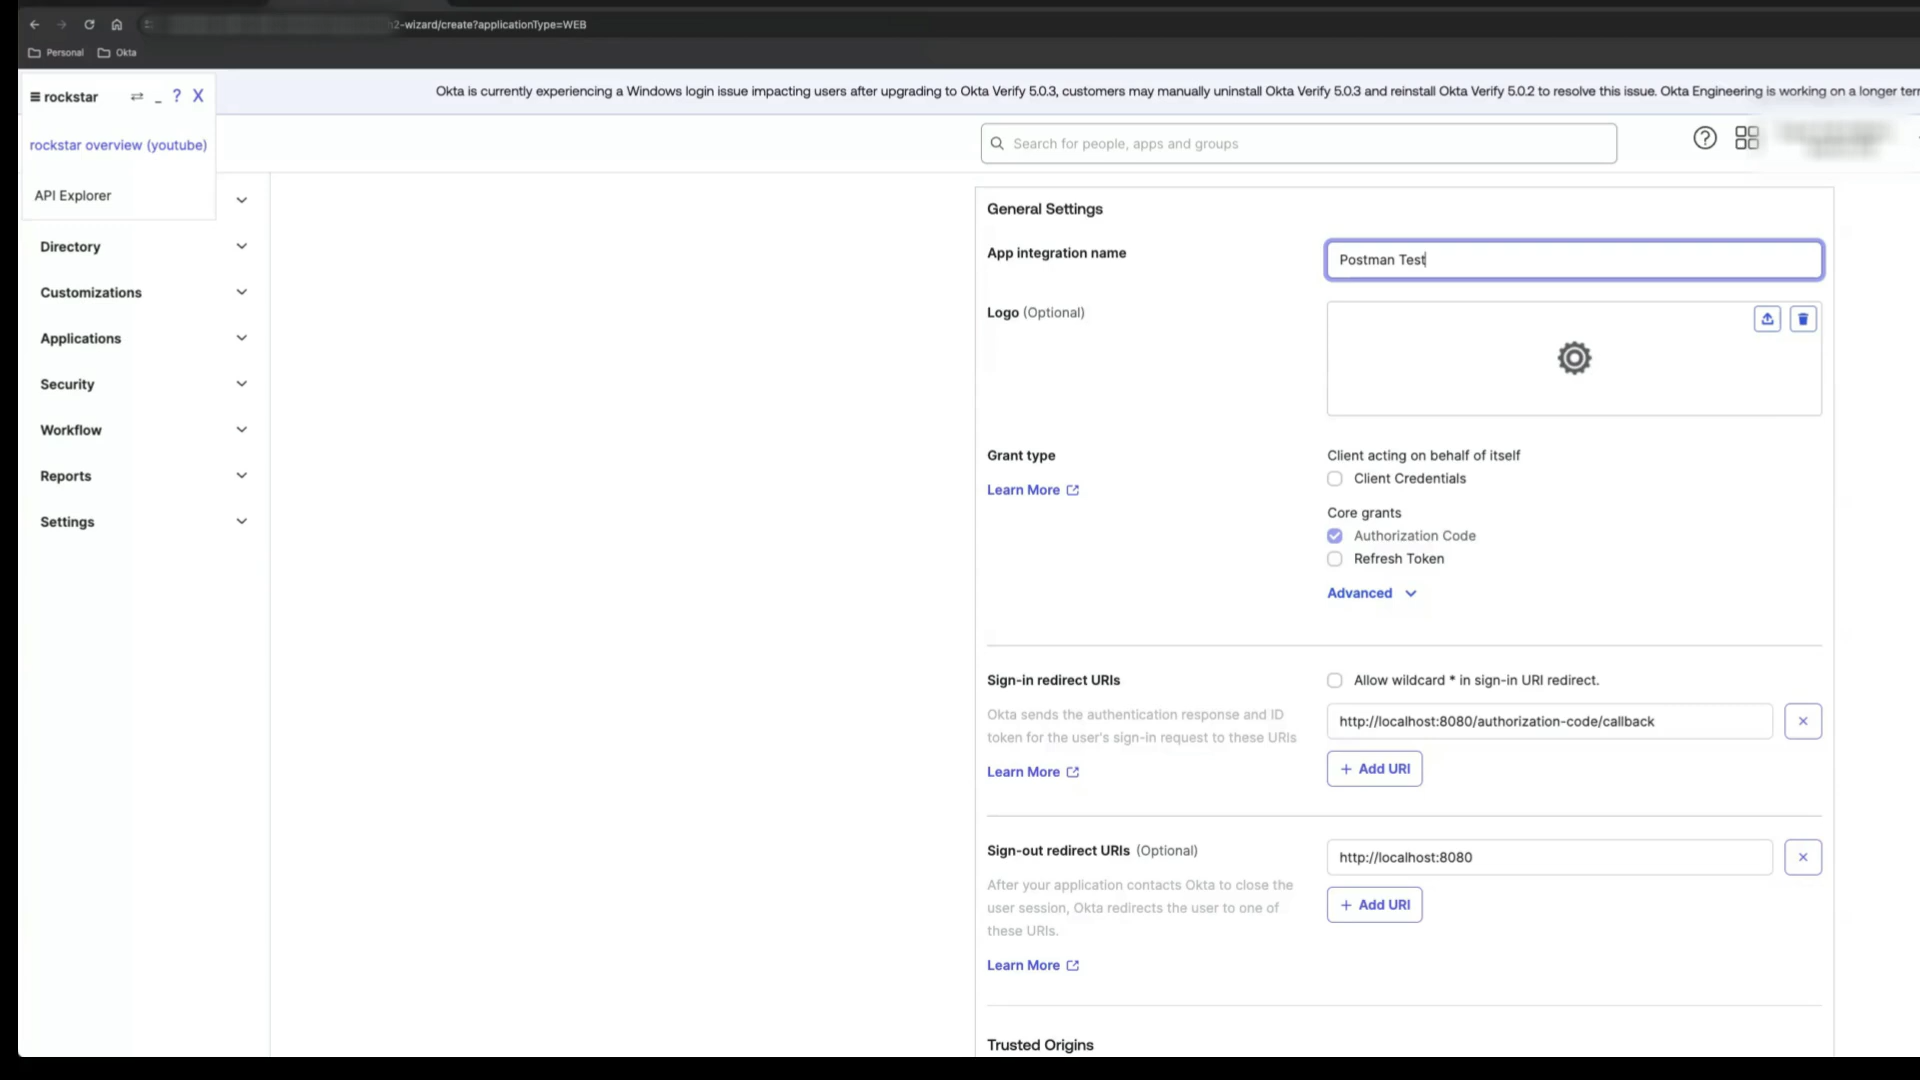 2-wizard/create?applicationType=WEB
Personal Okta
rockstar ? X
Okta is currently experiencing a Windows login issue impacting users after upgrading to Okta Verify 5.0.3, customers may manually uninstall Okta Verify 5.0.3 and reinstall Okta Verify 5.0.2 to resolve this issue. Okta Engineering is working on a longer
rockstar overview (youtube)
Search for people, apps and groups
API Explorer
Directory
Customizations
Applications
Security
Workflow
Reports
Settings
General Settings
App integration name
Postman Test
Logo (Optional)
Grant type
Learn More
Client acting on behalf of itself
Client Credentials
Core grants
Authorization Code
Refresh Token
Advanced
Sign-in redirect URIs
Okta sends the authentication response and ID
token for the user's sign-in request to these URIs
Learn More
Allow wildcard * in sign-in URI redirect.
http://localhost:8080/authorization-code/callback
+ Add URI
Sign-out redirect URIs (Optional)
After your application contacts Okta to close the
user session, Okta redirects the user to one of
these URIs.
Learn More
http://localhost:8080
+ Add URI
Trusted Origins